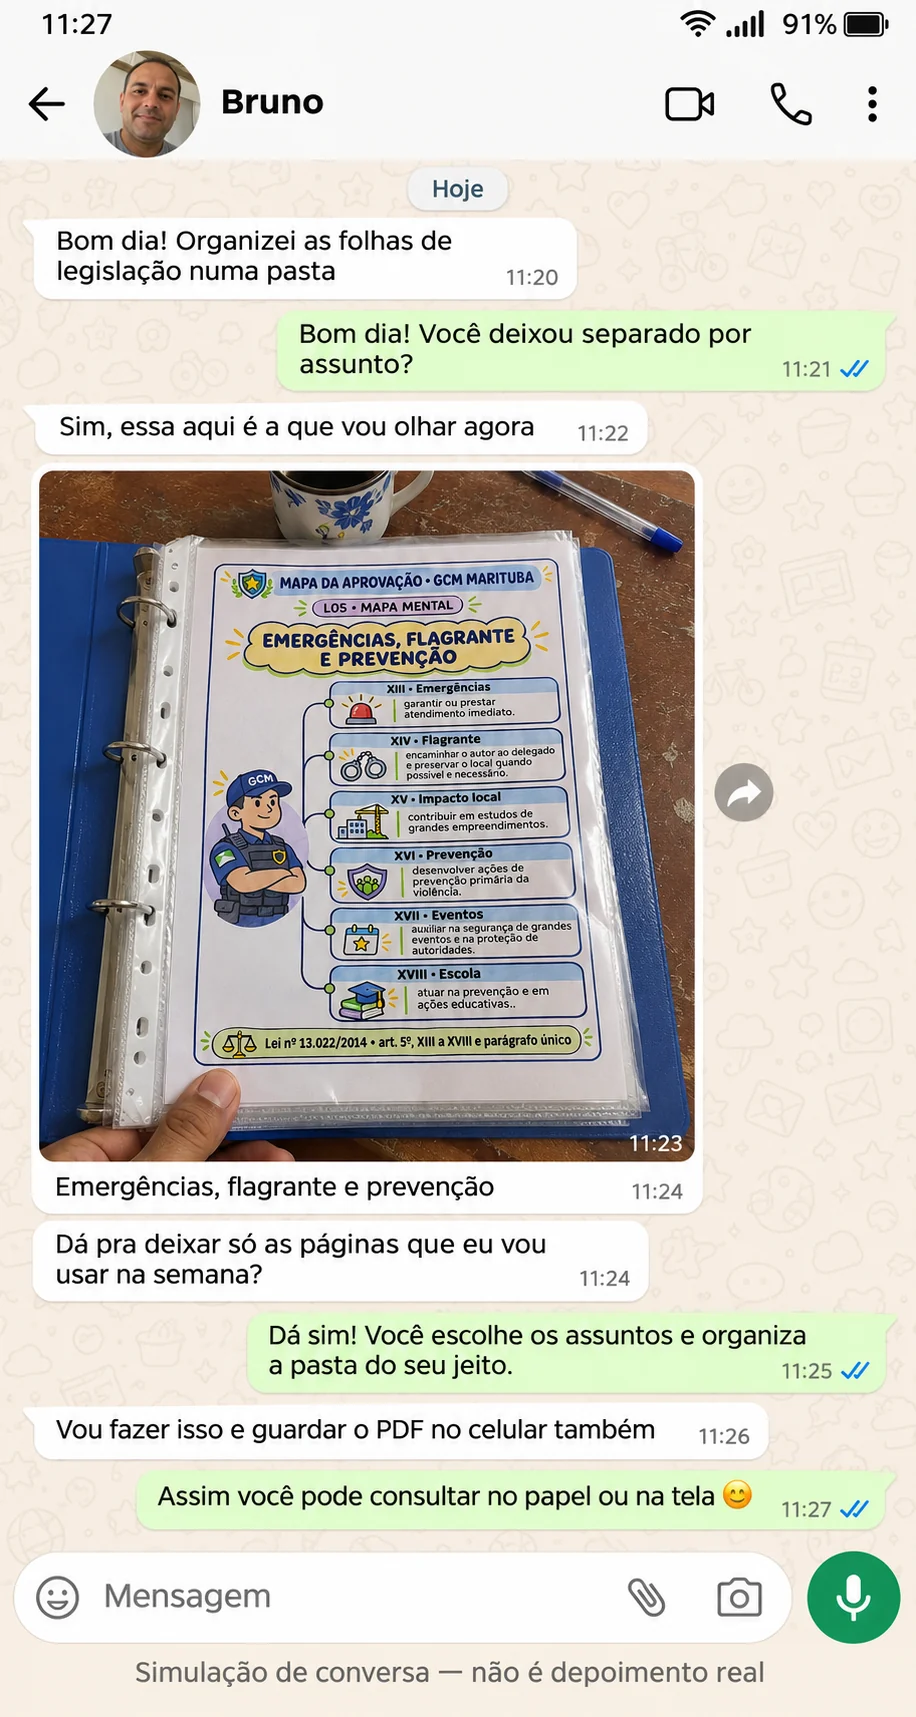 11:27
91%
Bruno
Hoje
Bom dia! Organizei as folhas de
legislação numa pasta
11:20
Bom dia! Você deixou separado por
assunto?
11:21
Sim, essa aqui é a que vou olhar agora
11:22
MAPA DA APROVAÇÃO • GCM MARITUBA
L05 • MAPA MENTAL
EMERGÊNCIAS, FLAGRANTE
E PREVENÇÃO
XIII • Emergências
garantir ou prestar
atendimento imediato.
XIV • Flagrante
encaminhar o autor ao delegado
e preservar o local quando
possível e necessário.
XV • Impacto local
contribuir em estudos de
grandes empreendimentos.
XVI • Prevenção
desenvolver ações de
prevenção primária da
violência.
XVII • Eventos
auxiliar na segurança de grandes
eventos e na proteção de
autoridades.
XVIII • Escola
atuar na prevenção e em
ações educativas..
GCM
Lei nº 13.022/2014 • art. 5º, XIII a XVIII e parágrafo único
11:23
Emergências, flagrante e prevenção
11:24
Dá pra deixar só as páginas que eu vou
usar na semana?
11:24
Dá sim! Você escolhe os assuntos e organiza
a pasta do seu jeito.
11:25
Vou fazer isso e guardar o PDF no celular também
11:26
Assim você pode consultar no papel ou na tela 😊
11:27
Mensagem
Simulação de conversa — não é depoimento real